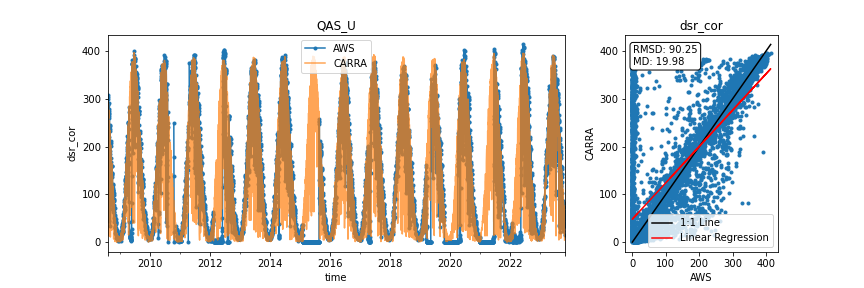 QAS_U
dsr_cor
400
300
200
100
0
2010
2012
2014
2016
2018
2020
2022
time
AWS
CARRA
dsr_cor
CARRA
400
300
200
100
0
0
100
200
300
400
AWS
RMSD: 90.25
MD: 19.98
1:1 Line
Linear Regression